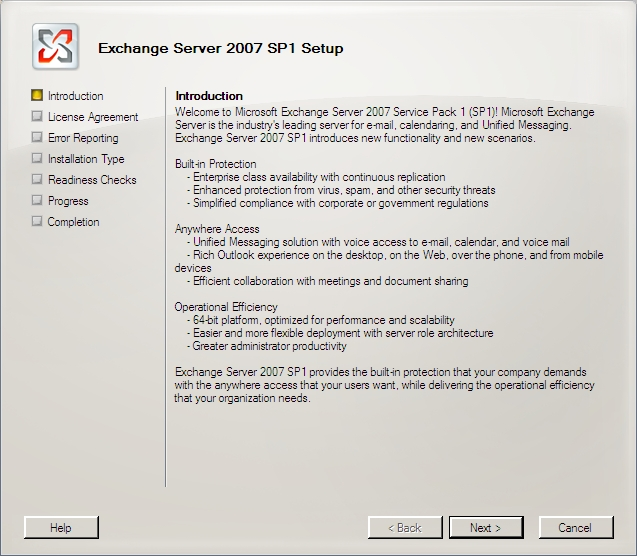 Exchange Server 2007 SP1 Setup
Introduction
License Agreement
Error Reporting
Installation Type
Readiness Checks
Progress
Completion
Introduction
Welcome to Microsoft Exchange Server 2007 Service Pack 1 (SP1)! Microsoft Exchange
Server is the industry's leading server for e-mail, calendaring, and Unified Messaging.
Exchange Server 2007 SP1 introduces new functionality and new scenarios.
Built-in Protection
- Enterprise class availability with continuous replication
- Enhanced protection from virus, spam, and other security threats
- Simplified compliance with corporate or government regulations
Anywhere Access
- Unified Messaging solution with voice access to e-mail, calendar, and voice mail
- Rich Outlook experience on the desktop, on the Web, over the phone, and from mobile
devices
- Efficient collaboration with meetings and document sharing
Operational Efficiency
- 64-bit platform, optimized for performance and scalability
- Easier and more flexible deployment with server role architecture
- Greater administrator productivity
Exchange Server 2007 SP1 provides the built-in protection that your company demands
with the anywhere access that your users want, while delivering the operational efficiency
that your organization needs.
Help
< Back
Next >
Cancel